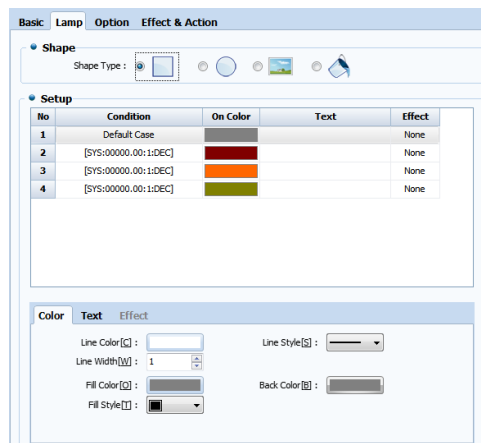 Basic Lamp Option Effect & Action
Shape
Shape Type :
Setup
No Condition On Color Text Effect
1 Default Case None
2 [SYS:00000.00:1:DEC] None
3 [SYS:00000.00:1:DEC] None
4 [SYS:00000.00:1:DEC] None
Color Text Effect
Line Color[C] : Line Style[S] :
Line Width[W] : 1
Fill Color[O] : Back Color[B] :
Fill Style[T] :